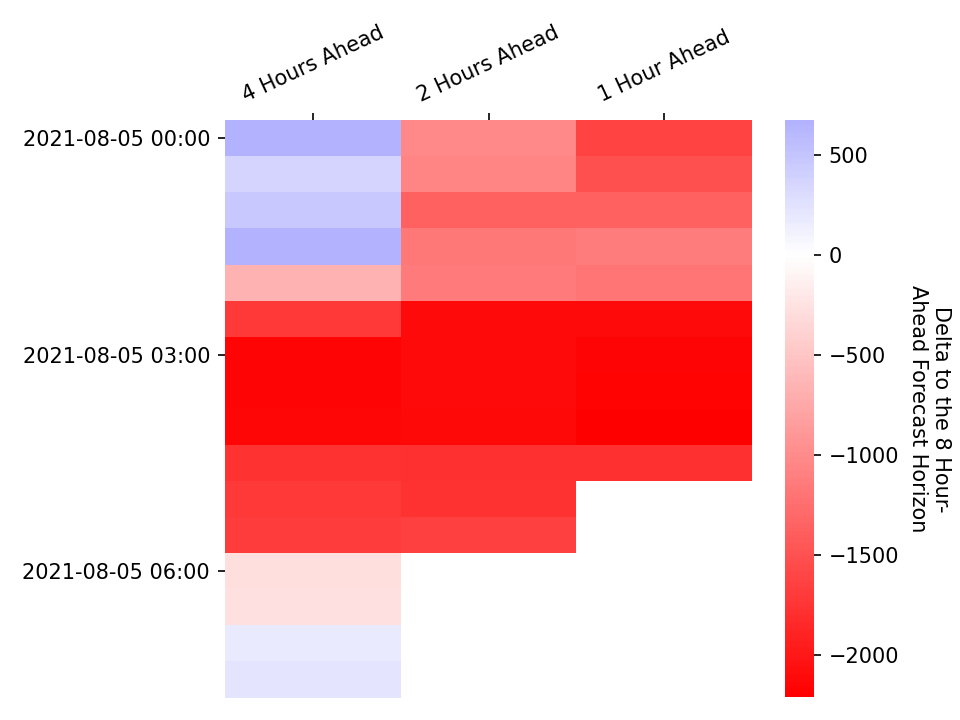 4 Hours Ahead
2 Hours Ahead
1 Hour Ahead
2021-08-05 00:00
2021-08-05 03:00
2021-08-05 06:00
500
0
−500
−1000
−1500
−2000
Delta to the 8 Hour-
Ahead Forecast Horizon